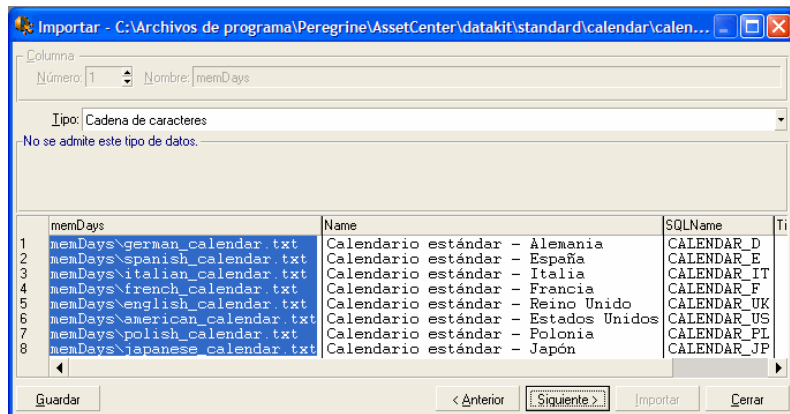 Importar - C:\Archivos de programa\Peregrine\AssetCenter\datakit\standard\calendar\calen...
Columna
Número: 1 Nombre: memDays
Tipo: Cadena de caracteres
No se admite este tipo de datos.
memDays Name SQLName Ti
1 memDays\german_calendar.txt Calendario estándar - Alemania CALENDAR_D
2 memDays\spanish_calendar.txt Calendario estándar - España CALENDAR_E
3 memDays\italian_calendar.txt Calendario estándar - Italia CALENDAR_IT
4 memDays\french_calendar.txt Calendario estándar - Francia CALENDAR_F
5 memDays\english_calendar.txt Calendario estándar - Reino Unido CALENDAR_UK
6 memDays\american_calendar.txt Calendario estándar - Estados Unidos CALENDAR_US
7 memDays\polish_calendar.txt Calendario estándar - Polonia CALENDAR_PL
8 memDays\japanese_calendar.txt Calendario estándar - Japón CALENDAR_JP
Guardar < Anterior Siguiente > Importar Cerrar